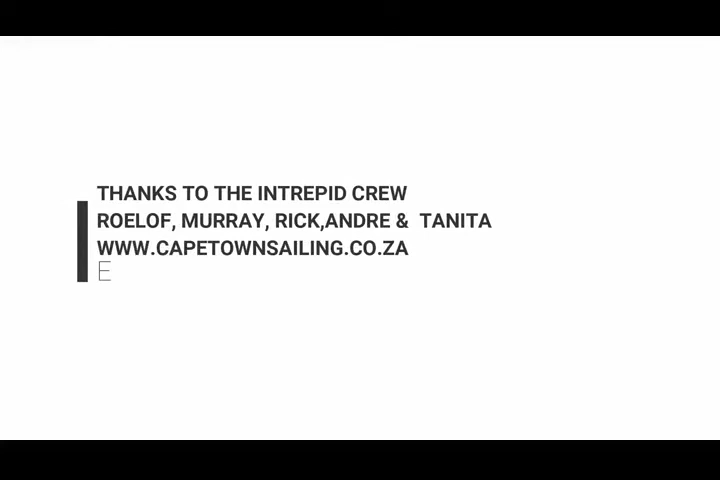 THANKS TO THE INTREPID CREW
ROELOF, MURRAY, RICK,ANDRE &  TANITA
WWW.CAPETOWNSAILING.CO.ZA
E